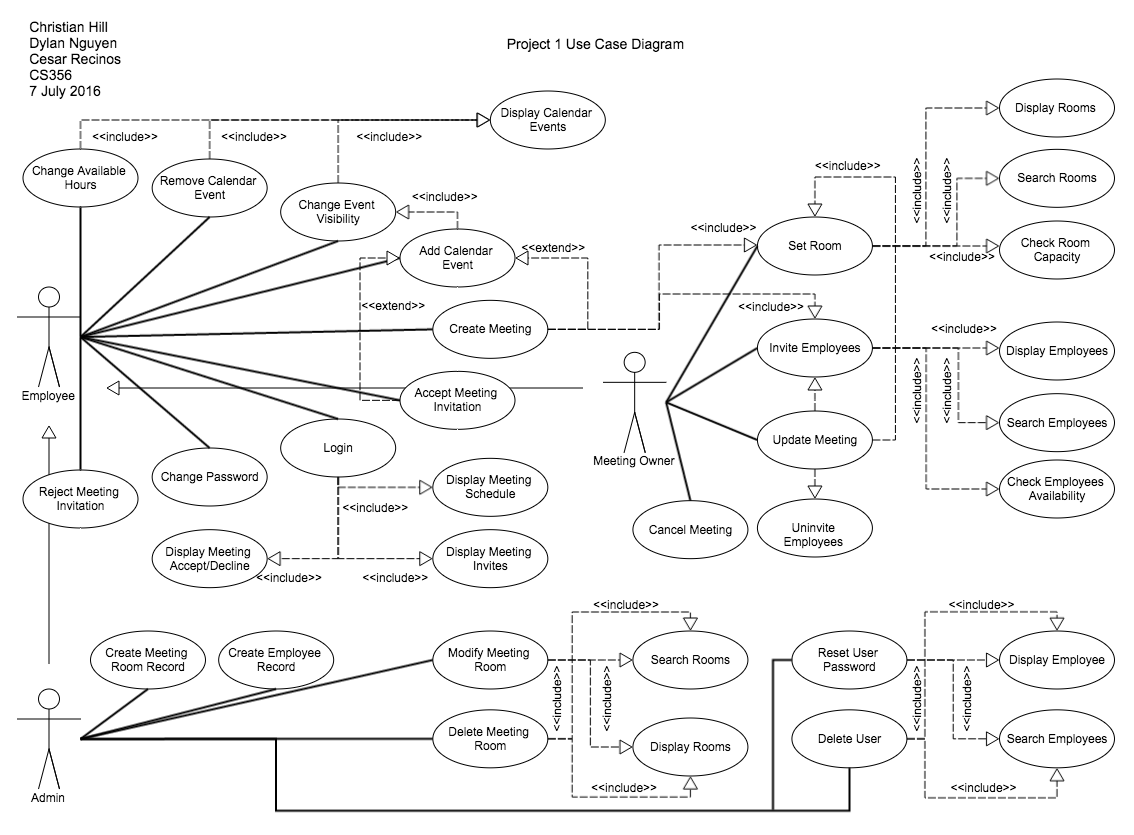 Christian Hill
Dylan Nguyen
Cesar Recinos
CS356
7 July 2016
Project 1 Use Case Diagram
Display Calendar
Events
<<include>>
<<include>>
<<include>>
Change Available
Hours
Remove Calendar
Event
Change Event
Visibility
<<include>>
Add Calendar
Event
<<extend>>
<<extend>>
Create Meeting
Employee
Accept Meeting
Invitation
Login
Change Password
Reject Meeting
Invitation
Display Meeting
Schedule
<<include>>
Display Meeting
Accept/Decline
<<include>>
<<include>>
Display Meeting
Invites
<<include>>
<<include>>
Set Room
<<include>>
<<include>>
<<include>>
Display Rooms
Search Rooms
Check Room
Capacity
<<include>>
Invite Employees
<<include>>
<<include>>
<<include>>
Display Employees
Search Employees
Check Employees
Availability
Meeting Owner
Update Meeting
Cancel Meeting
Uninvite
Employees
Create Meeting
Room Record
Create Employee
Record
Modify Meeting
Room
Delete Meeting
Room
<<include>>
<<include>>
<<include>>
<<include>>
Search Rooms
Display Rooms
Reset User
Password
Delete User
<<include>>
<<include>>
<<include>>
<<include>>
Display Employee
Search Employees
Admin